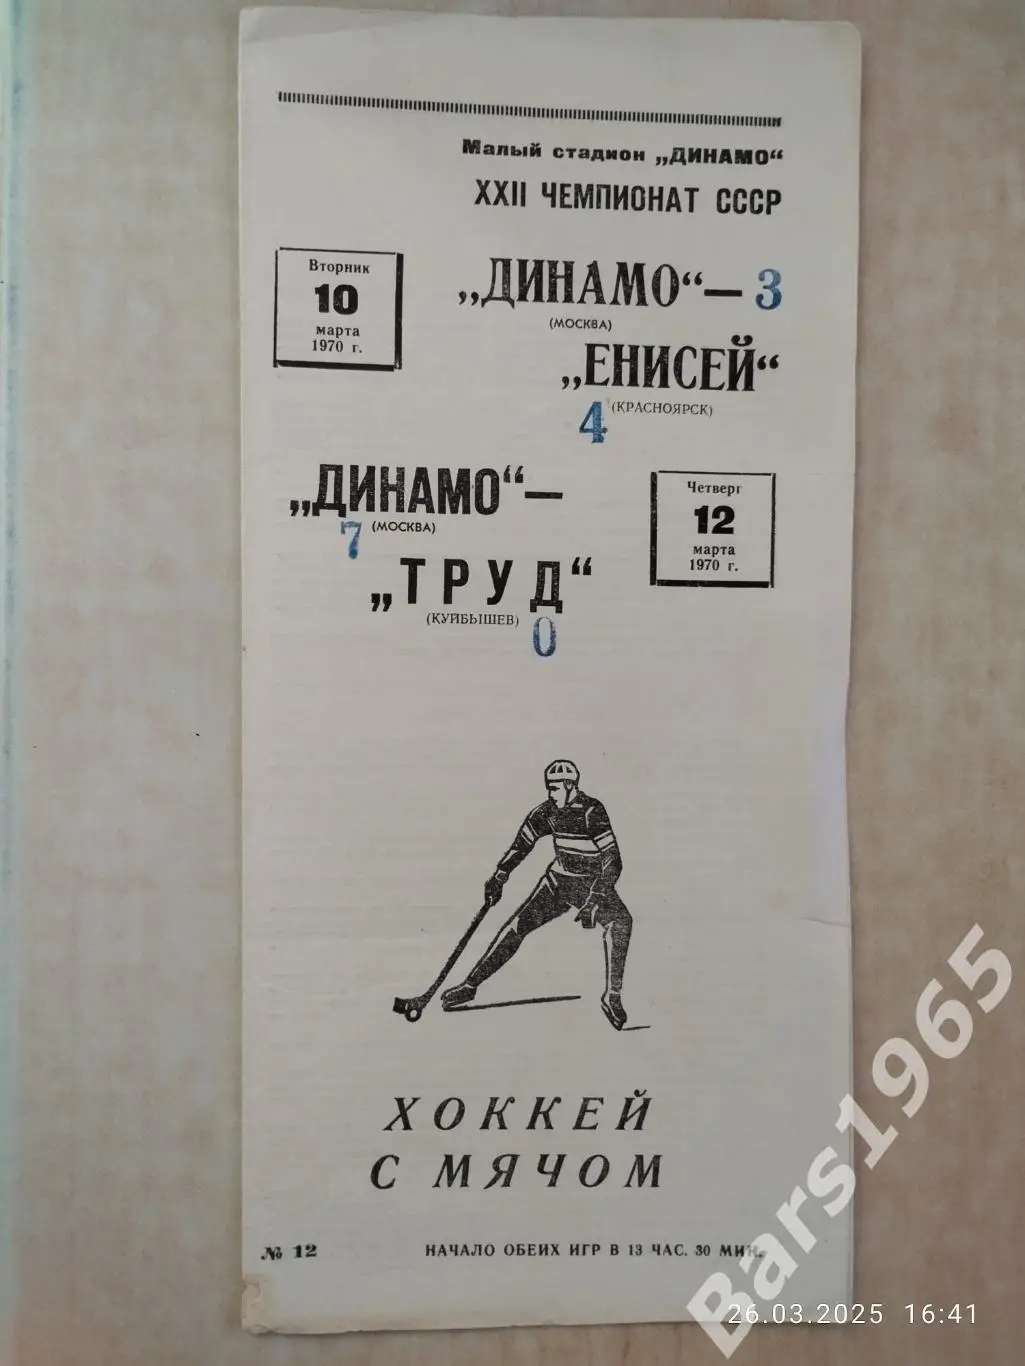 Малый стадион „ДИНАМО“
XXII ЧЕМПИОНАТ СССР
Вторник
10
марта
1970 г.
„ДИНАМО“— 3
(МОСКВА)
„ЕНИСЕЙ“
(КРАСНОЯРСК)
4
„ДИНАМО“—
(МОСКВА)
7
„ТРУД“
(КУЙБЫШЕВ)
0
Четверг
12
марта
1970 г.
ХОККЕЙ
С МЯЧОМ
№ 12
НАЧАЛО ОБЕИХ ИГР В 13 ЧАС. 30 МИН.
Bars1965
26.03.2025 16:41